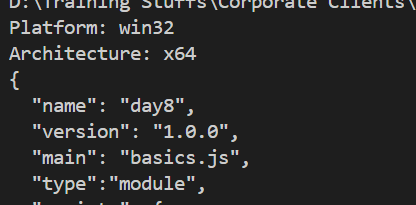 D:\Training Stuffs\Corporate Clients\
Platform: win32
Architecture: x64
{
  "name": "day8",
  "version": "1.0.0",
  "main": "basics.js",
  "type":"module",